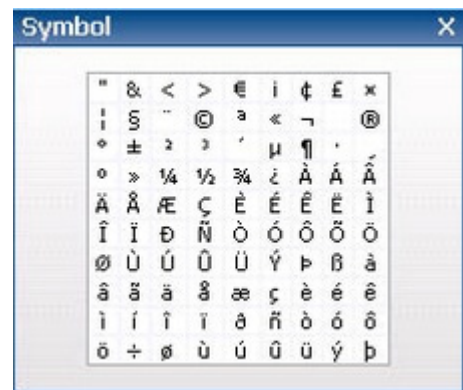 Symbol X
" & < > € ¡ ¢ £ ¤
¦ § ¨ © ª « ¬ ®
° ± ² ³ ´ µ ¶ · ¸
º » ¼ ½ ¾ ¿ À Á Â
Ä Å Æ Ç È É Ê Ë Ì
Î Ï Ð Ñ Ò Ó Ô Õ Ö
Ø Ù Ú Û Ü Ý Þ ß à
â ã ä å æ ç è é ê
ì í î ï ð ñ ò ó ô
ö ÷ ø ù ú û ü ý þ